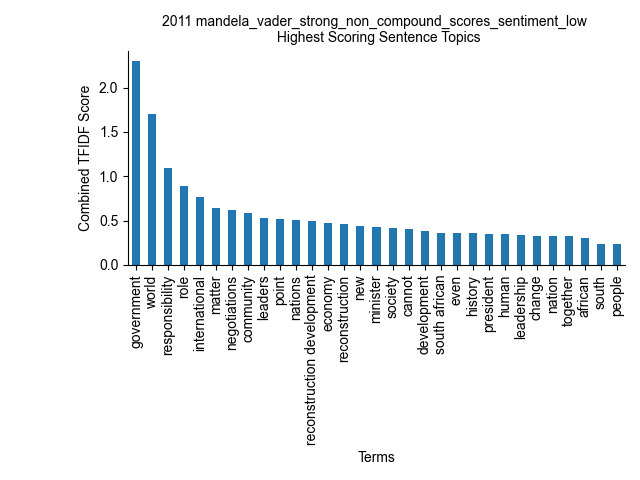 2011 mandela_vader_strong_non_compound_scores_sentiment_low
Highest Scoring Sentence Topics
Combined TFIDF Score
2.0
1.5
1.0
0.5
0.0
government
world
responsibility
role
international
matter
negotiations
community
leaders
point
nations
reconstruction development
economy
reconstruction
new
minister
society
cannot
development
south african
even
history
president
human
leadership
change
nation
together
african
south
people
Terms